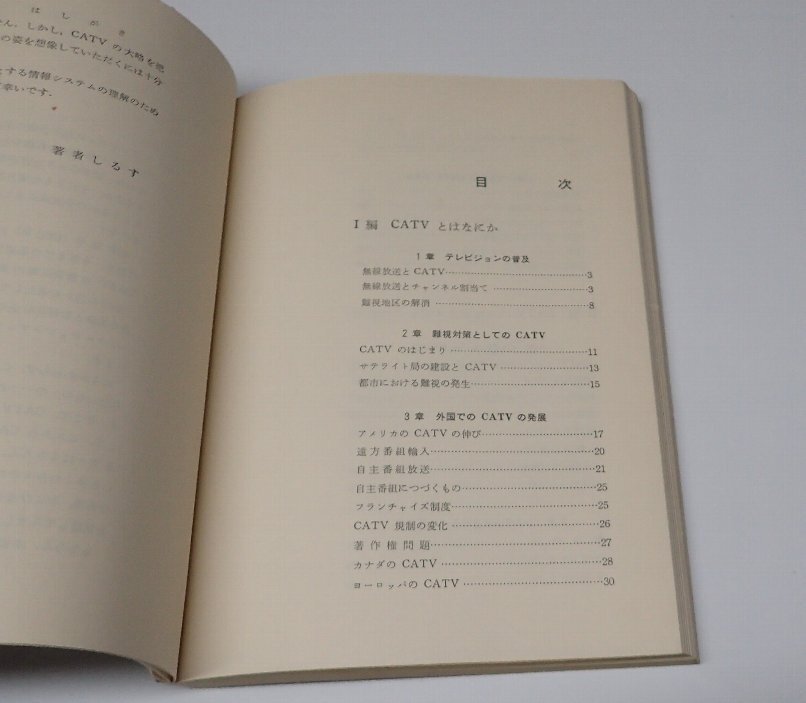 はしがき
せん．しかし，CATV の大略を把
の姿を想像していただくには十分
とする情報システムの理解のため
幸いです．
著者しるす
目　次
I 編　CATV とはなにか
1 章　テレビジョンの普及
無線放送と CATV……………………………3
無線放送とチャンネル割当て……………………………3
難視地区の解消……………………………8
2 章　難視対策としての CATV
CATV のはじまり……………………………11
サテライト局の建設と CATV……………………………13
都市における難視の発生……………………………15
3 章　外国での CATV の発展
アメリカの CATV の伸び……………………………17
遠方番組輸入……………………………20
自主番組放送……………………………21
自主番組につづくもの……………………………25
フランチャイズ制度……………………………25
CATV 規制の変化……………………………26
著作権問題……………………………27
カナダの CATV……………………………28
ヨーロッパの CATV……………………………30